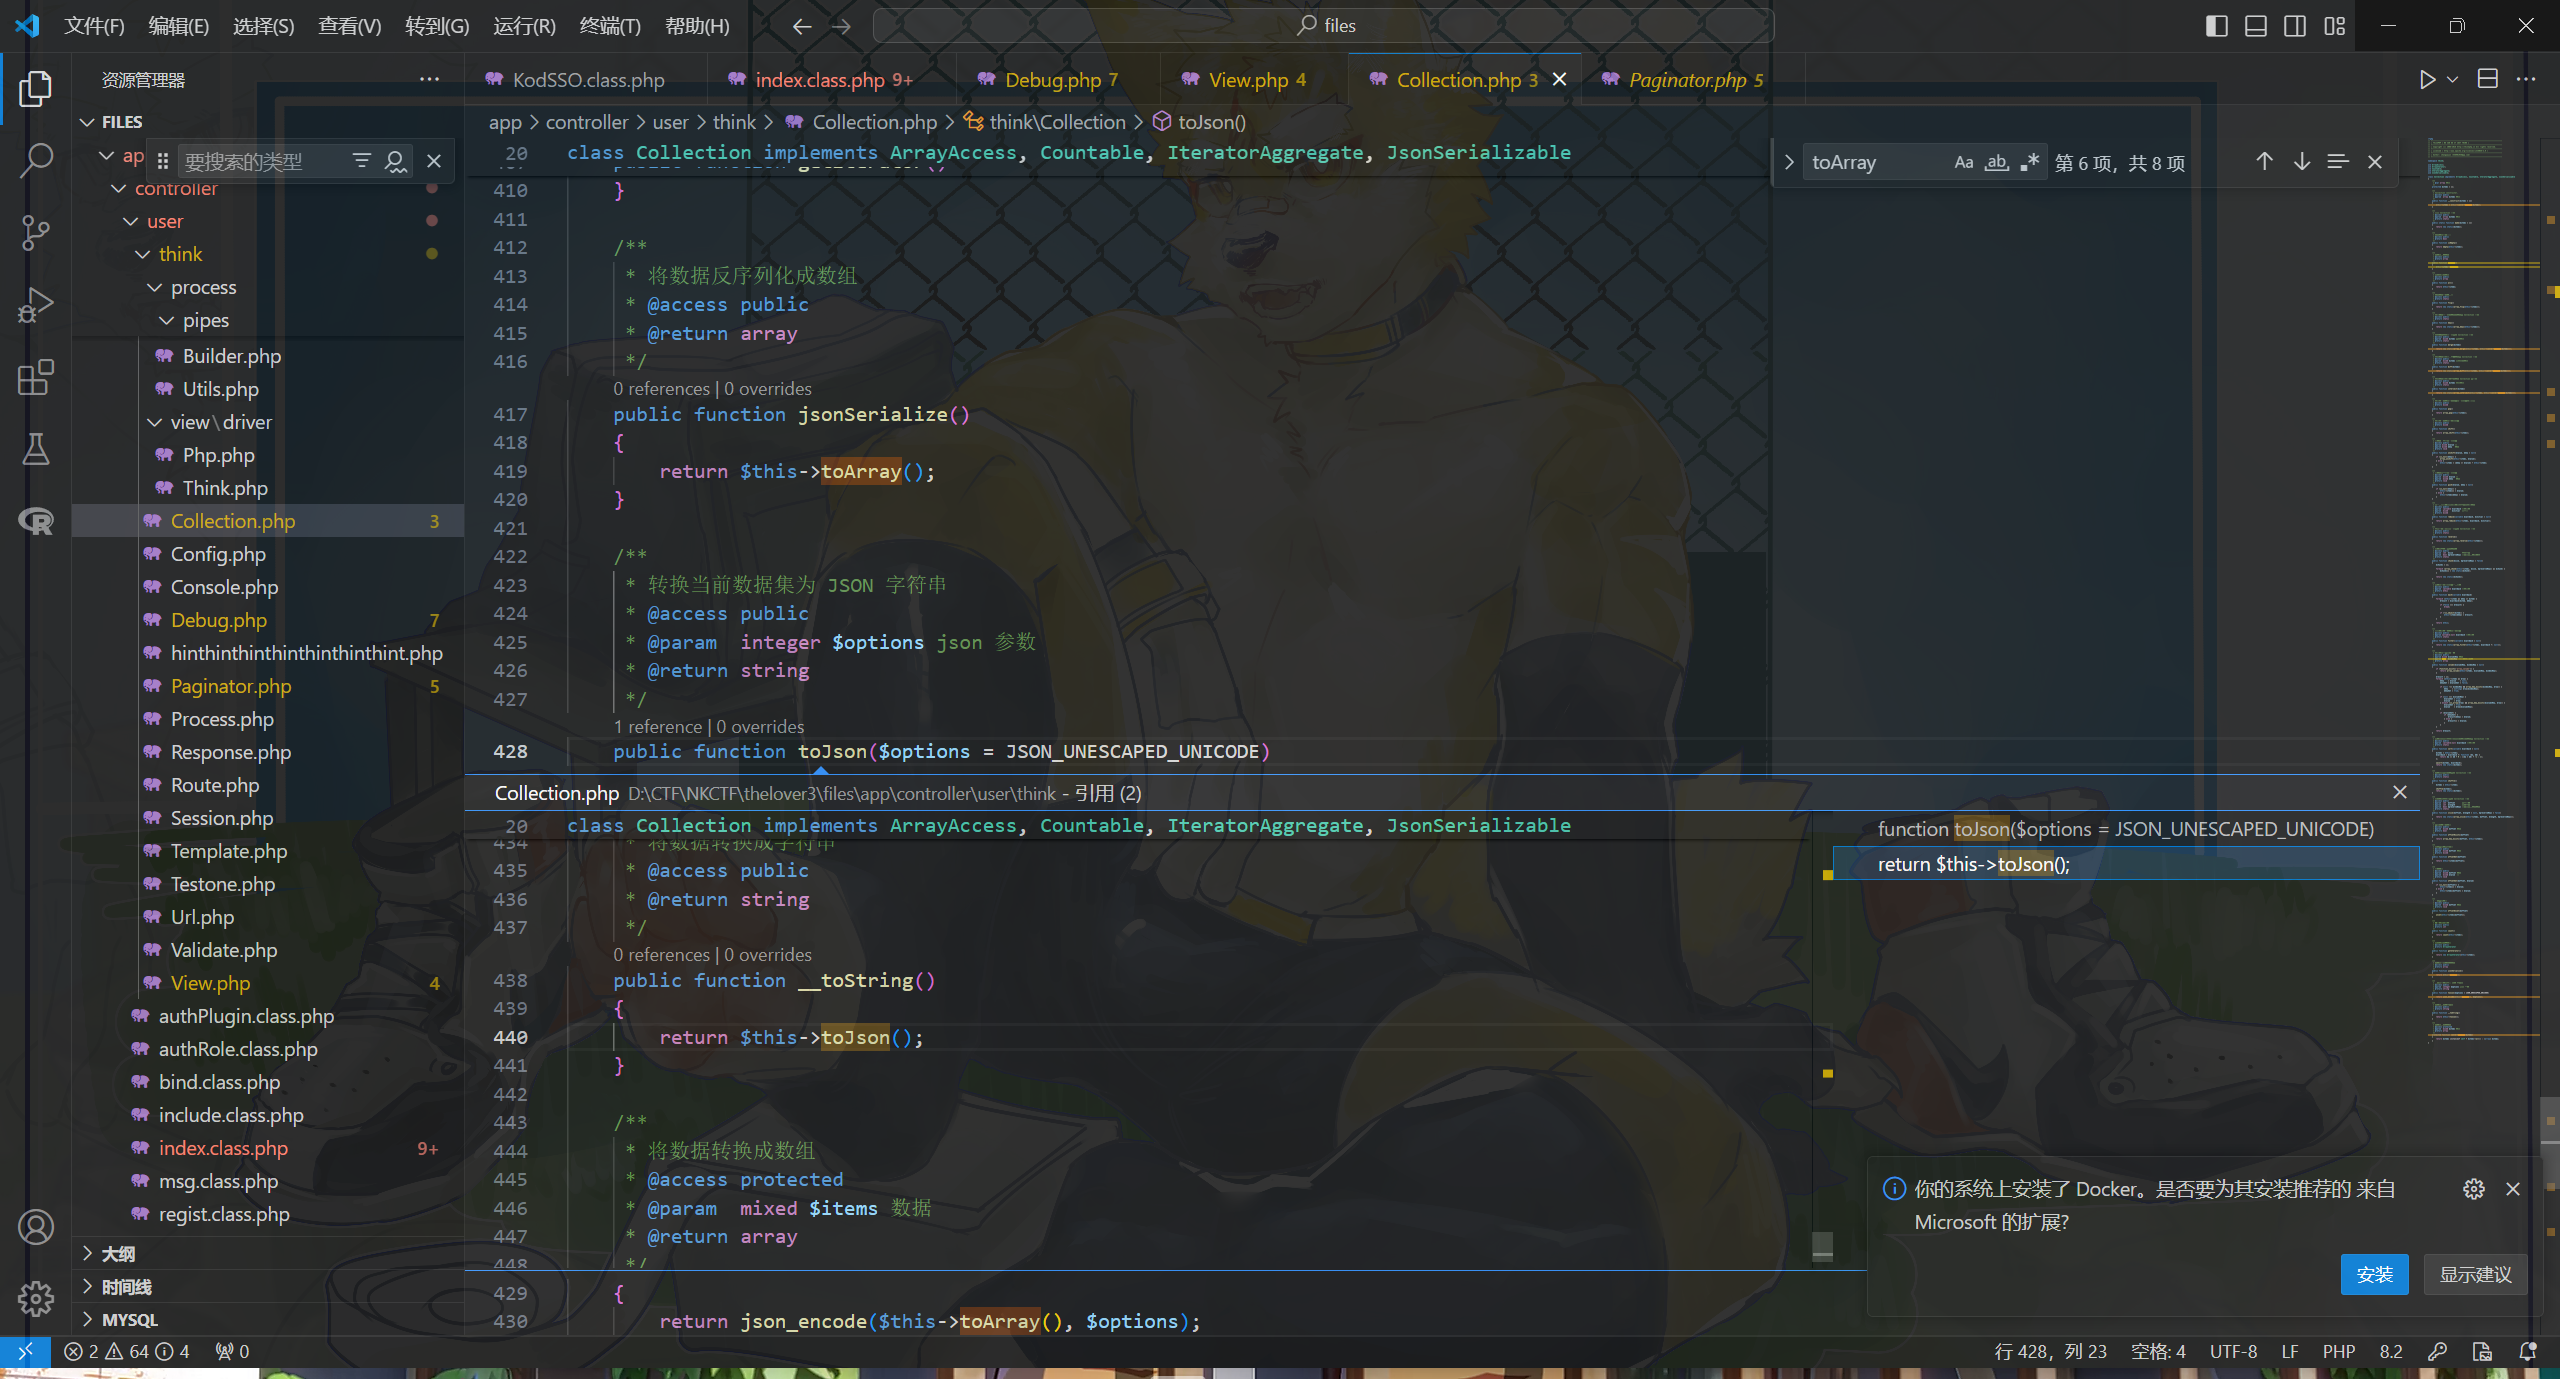 文件(F) 编辑(E) 选择(S) 查看(V) 转到(G) 运行(R) 终端(T) 帮助(H) files
资源管理器
KodSSO.class.php index.class.php 9+ Debug.php 7 View.php 4 Collection.php 3 Paginator.php 5
FILES
要搜索的类型
controller
user
think
process
pipes
Builder.php
Utils.php
view\driver
Php.php
Think.php
Collection.php 3
Config.php
Console.php
Debug.php 7
hinthinthinthinthinthinthint.php
Paginator.php 5
Process.php
Response.php
Route.php
Session.php
Template.php
Testone.php
Url.php
Validate.php
View.php 4
authPlugin.class.php
authRole.class.php
bind.class.php
include.class.php
index.class.php 9+
msg.class.php
regist.class.php
大纲
时间线
MYSQL
app > controller > user > think > Collection.php > think\Collection > toJson()
toArray Aa ab .* 第 6 项，共 8 项
20 class Collection implements ArrayAccess, Countable, IteratorAggregate, JsonSerializable
410 }
411
412 /**
413 * 将数据反序列化成数组
414 * @access public
415 * @return array
416 */
0 references | 0 overrides
417 public function jsonSerialize()
418 {
419 return $this->toArray();
420 }
421
422 /**
423 * 转换当前数据集为 JSON 字符串
424 * @access public
425 * @param integer $options json 参数
426 * @return string
427 */
1 reference | 0 overrides
428 public function toJson($options = JSON_UNESCAPED_UNICODE)
Collection.php D:\CTF\NKCTF\thelover3\files\app\controller\user\think - 引用 (2)
20 class Collection implements ArrayAccess, Countable, IteratorAggregate, JsonSerializable
434 * 将数据转换成字符串
435 * @access public
436 * @return string
437 */
0 references | 0 overrides
438 public function __toString()
439 {
440 return $this->toJson();
441 }
442
443 /**
444 * 将数据转换成数组
445 * @access protected
446 * @param mixed $items 数据
447 * @return array
448 */
function toJson($options = JSON_UNESCAPED_UNICODE)
return $this->toJson();
429 {
430 return json_encode($this->toArray(), $options);
你的系统上安装了 Docker。是否要为其安装推荐的 来自
Microsoft 的扩展?
安装 显示建议
2 64 4 0 行 428，列 23 空格: 4 UTF-8 LF PHP 8.2